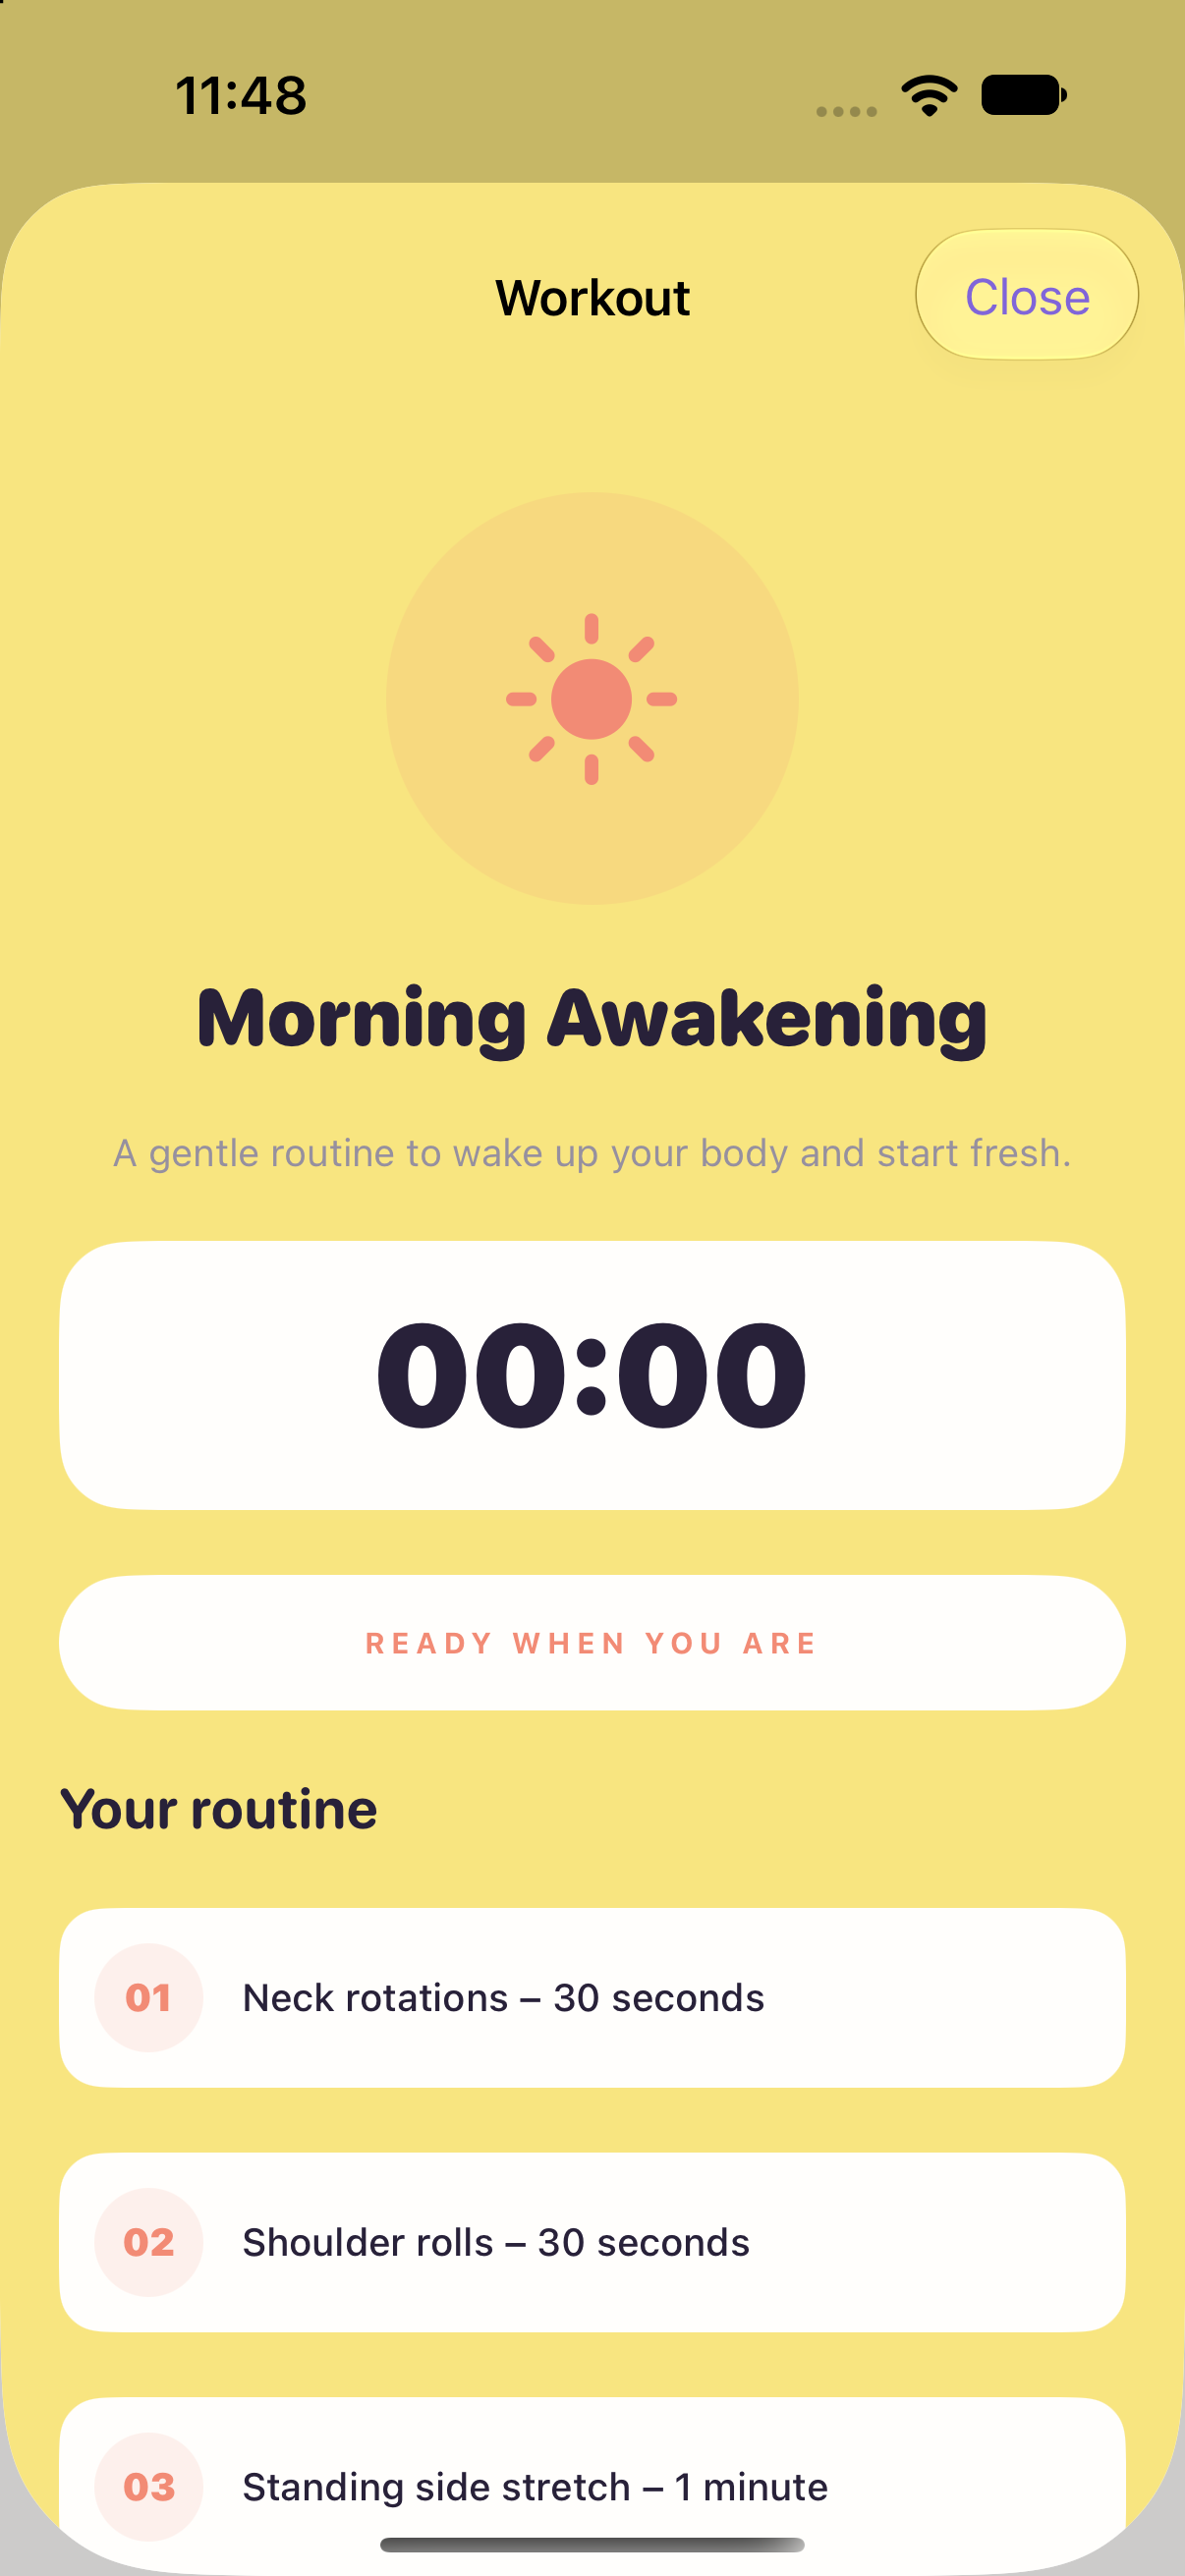 11:48
Workout
Close
Morning Awakening
A gentle routine to wake up your body and start fresh.
00:00
READY WHEN YOU ARE
Your routine
01 Neck rotations – 30 seconds
02 Shoulder rolls – 30 seconds
03 Standing side stretch – 1 minute